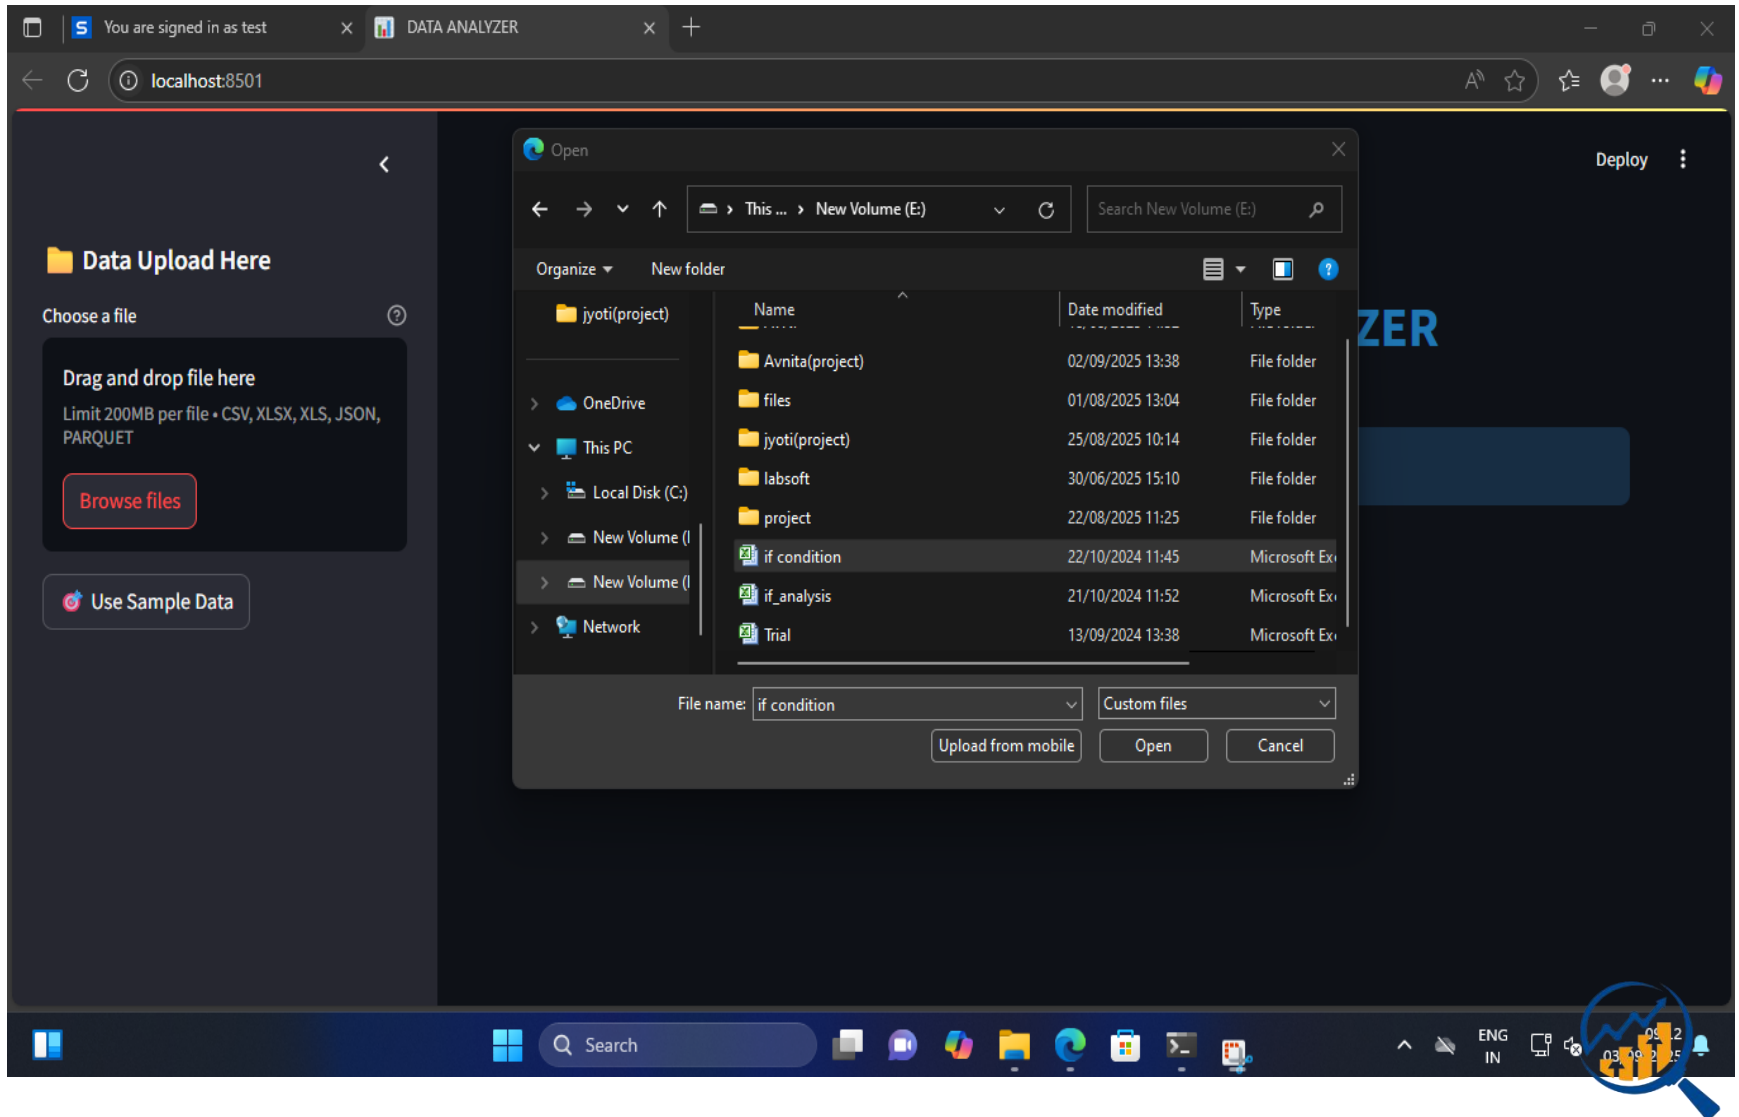 You are signed in as test
DATA ANALYZER
localhost:8501
Deploy
Data Upload Here
Choose a file
Drag and drop file here
Limit 200MB per file • CSV, XLSX, XLS, JSON,
PARQUET
Browse files
Use Sample Data
ZER
Open
This ... New Volume (E:)
Search New Volume (E:)
Organize New folder
jyoti(project)
OneDrive
This PC
Local Disk (C:)
New Volume (
New Volume (
Network
Name Date modified Type
Avnita(project) 02/09/2025 13:38 File folder
files 01/08/2025 13:04 File folder
jyoti(project) 25/08/2025 10:14 File folder
labsoft 30/06/2025 15:10 File folder
project 22/08/2025 11:25 File folder
if condition 22/10/2024 11:45 Microsoft Ex
if_analysis 21/10/2024 11:52 Microsoft Ex
Trial 13/09/2024 13:38 Microsoft Ex
File name: if condition Custom files
Upload from mobile Open Cancel
Search
ENG
IN